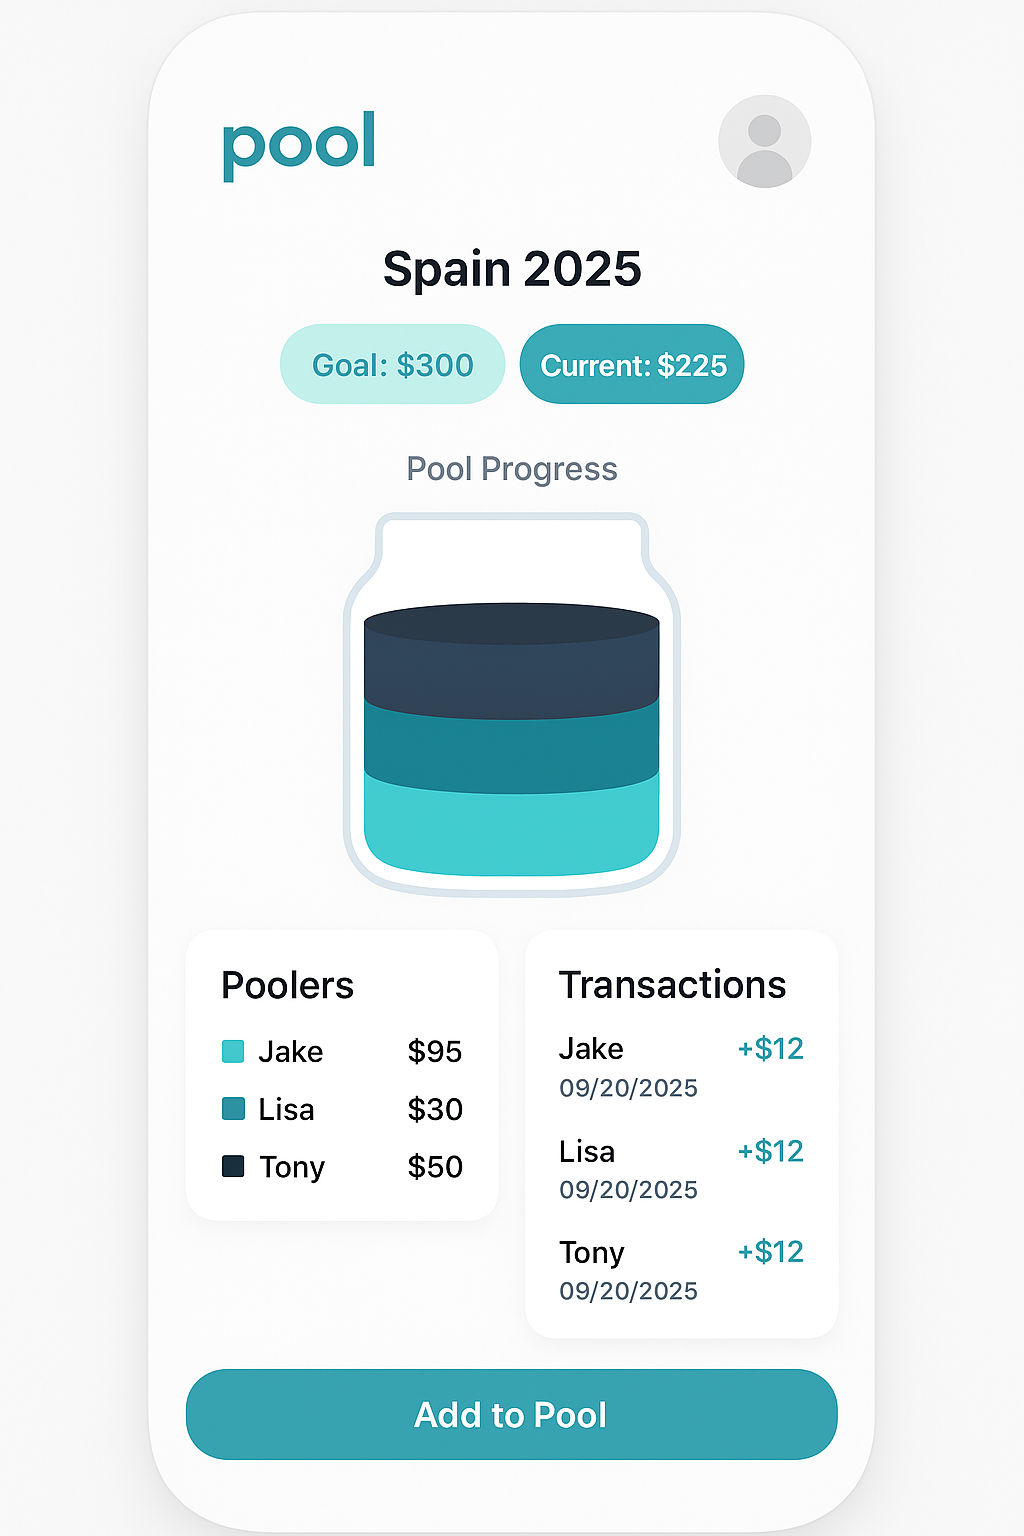 pool
Spain 2025
Goal: $300
Current: $225
Pool Progress
Poolers
Jake $95
Lisa $30
Tony $50
Transactions
Jake +$12
09/20/2025
Lisa +$12
09/20/2025
Tony +$12
09/20/2025
Add to Pool